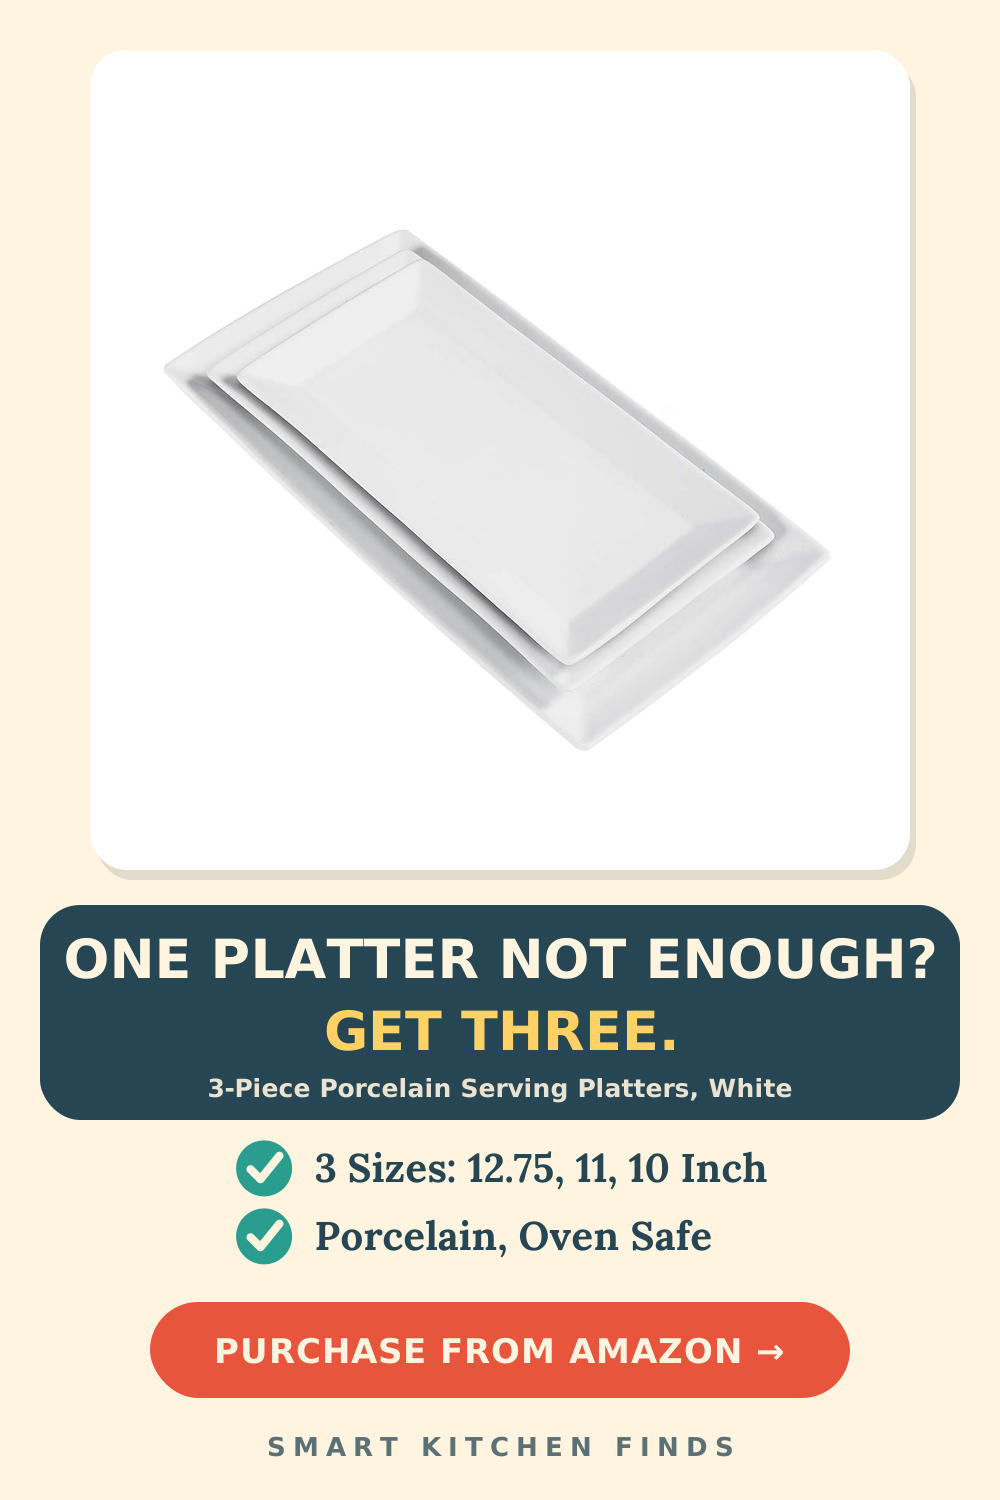 ONE PLATTER NOT ENOUGH?
GET THREE.
3-Piece Porcelain Serving Platters, White
3 Sizes: 12.75, 11, 10 Inch
Porcelain, Oven Safe
PURCHASE FROM AMAZON →
SMART KITCHEN FINDS